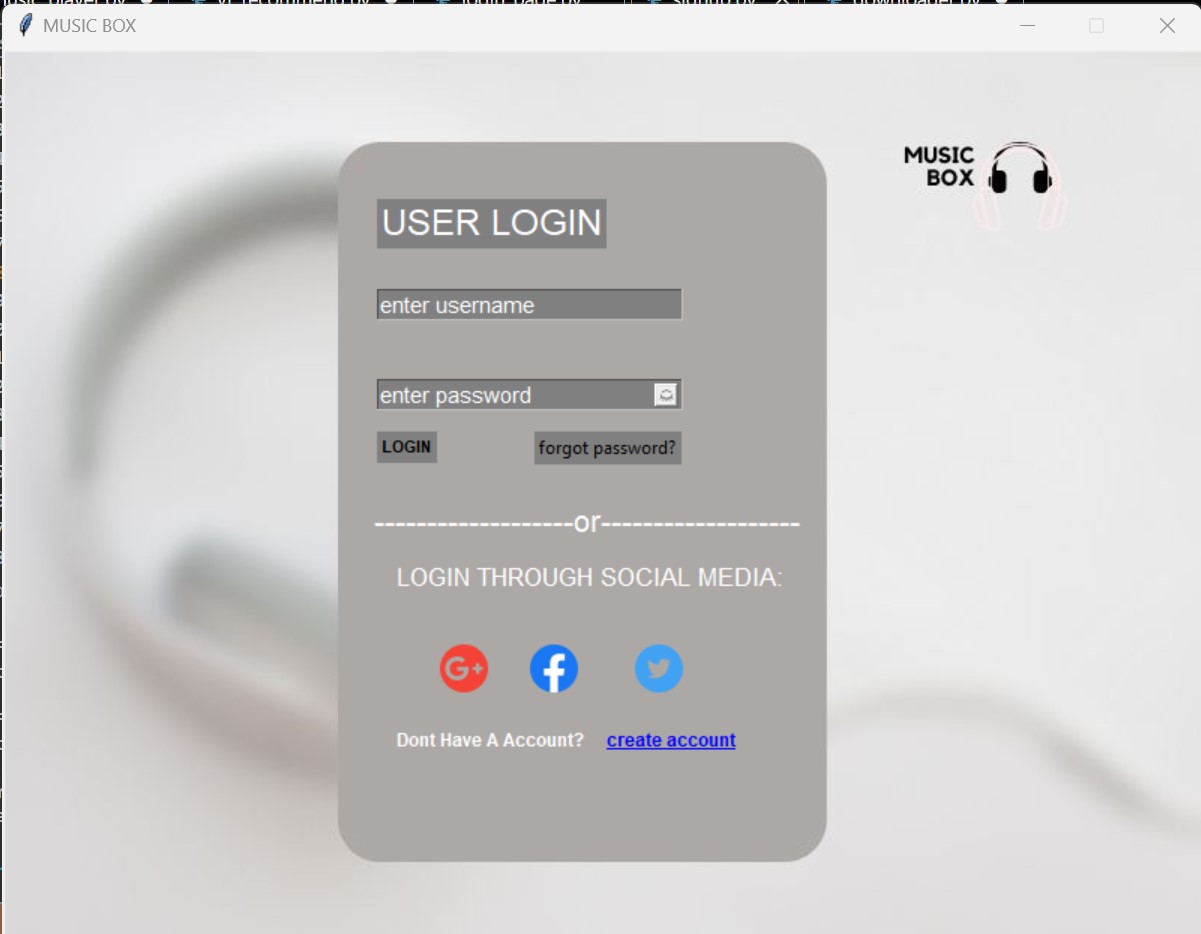 MUSIC BOX
MUSIC
BOX
USER LOGIN
enter username
enter password
LOGIN
forgot password?
-------------------or-------------------
LOGIN THROUGH SOCIAL MEDIA:
G+
f
Dont Have A Account?
create account